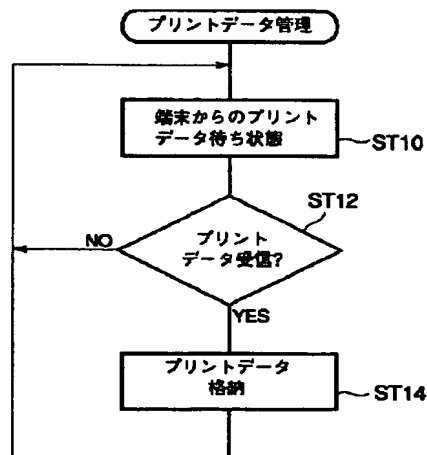 プリントデータ管理
端末からのプリント
データ待ち状態
ST10
ST12
プリント
データ受信?
NO
YES
プリントデータ
格納
ST14